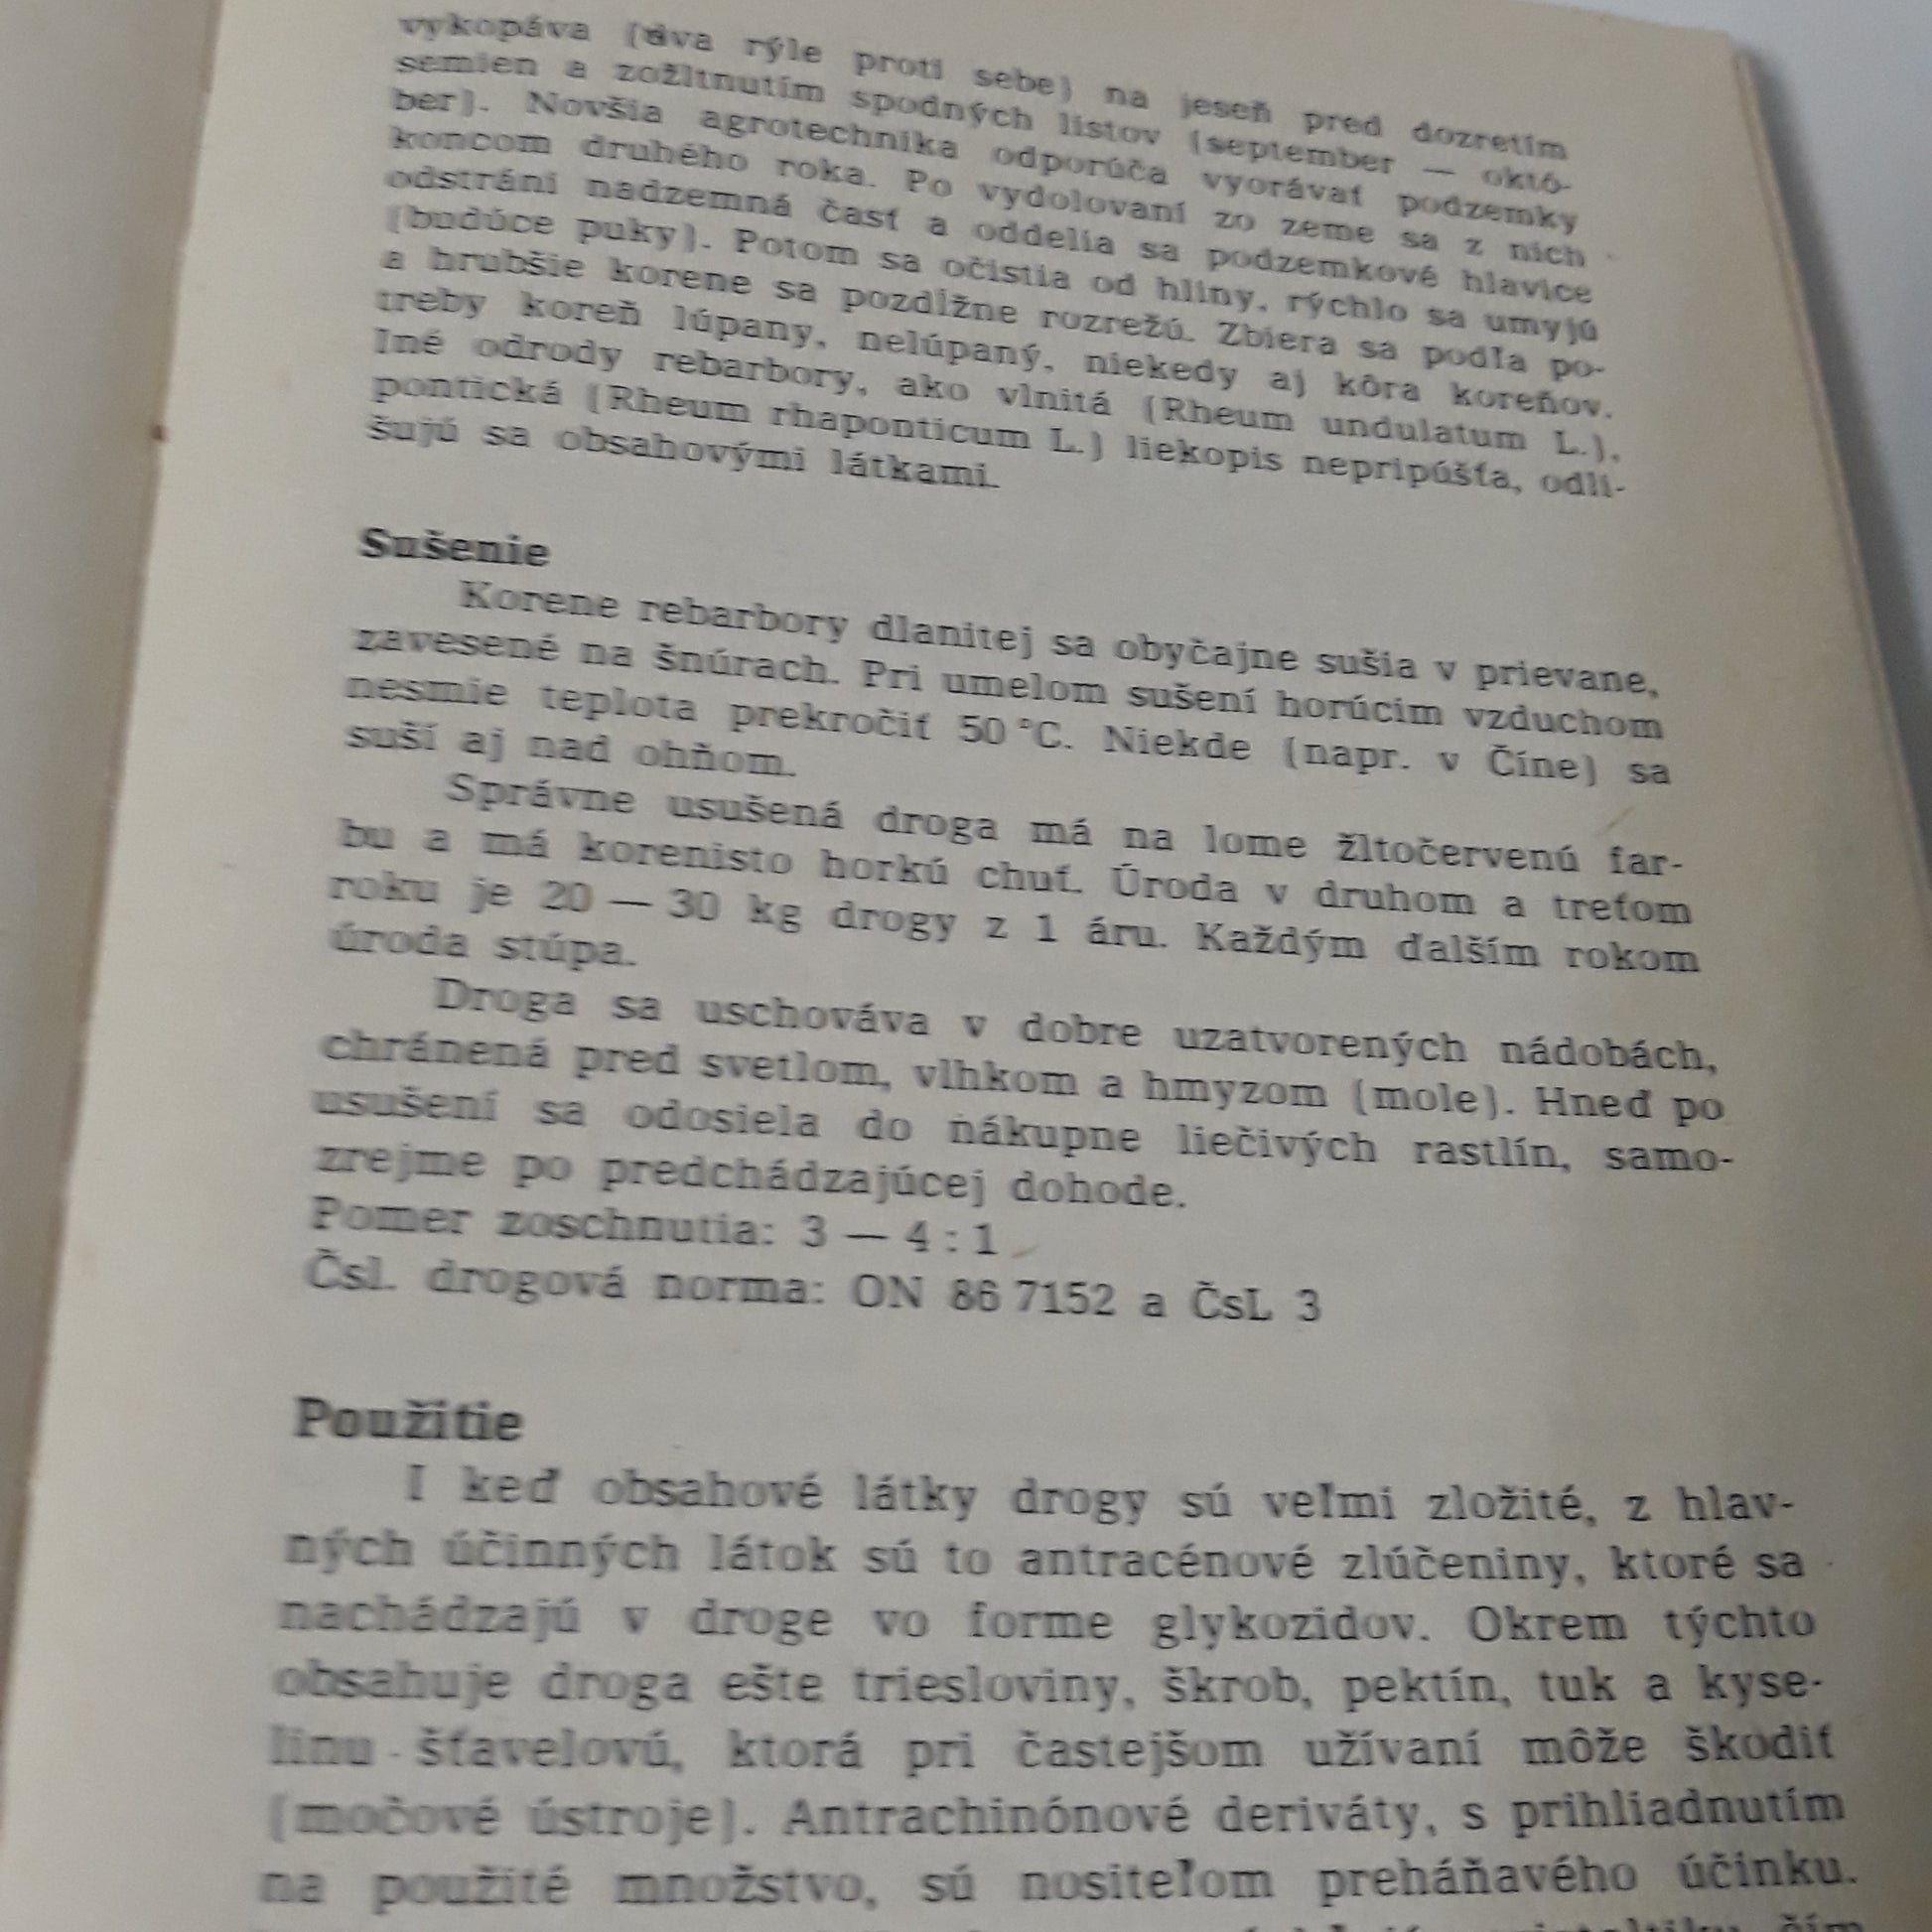 vykopáva (dva rýle proti sebe) na jeseň pred dozretím
semien a zožltnutím spodných listov (september — októ-
ber). Novšia agrotechnika odporúča vyorávať podzemky
koncom druhého roka. Po vydolovaní zo zeme sa z nich
odstráni nadzemná časť a oddelia sa podzemkové hlavice
(budúce puky). Potom sa očistia od hliny, rýchlo sa umyjú
a hrubšie korene sa pozdĺžne rozrežú. Zbiera sa podľa po-
treby koreň lúpany, nelúpaný, niekedy aj kôra koreňov.
Iné odrody rebarbory, ako vlnitá (Rheum undulatum L.),
pontická (Rheum rhaponticum L.) liekopis nepripúšťa, odli-
šujú sa obsahovými látkami.
Sušenie
Korene rebarbory dlanitej sa obyčajne sušia v prievane,
zavesené na šnúrach. Pri umelom sušení horúcim vzduchom
nesmie teplota prekročiť 50 °C. Niekde (napr. v Číne) sa
suší aj nad ohňom.
Správne usušená droga má na lome žltočervenú far-
bu a má korenisto horkú chuť. Úroda v druhom a treťom
roku je 20 — 30 kg drogy z 1 áru. Každým ďalším rokom
úroda stúpa.
Droga sa uschováva v dobre uzatvorených nádobách,
chránená pred svetlom, vlhkom a hmyzom (mole). Hneď po
usušení sa odosiela do nákupne liečivých rastlín, samo-
zrejme po predchádzajúcej dohode.
Pomer zoschnutia: 3 — 4 : 1
Čsl. drogová norma: ON 86 7152 a ČsL 3
Použitie
I keď obsahové látky drogy sú veľmi zložité, z hlav-
ných účinných látok sú to antracénové zlúčeniny, ktoré sa
nachádzajú v droge vo forme glykozidov. Okrem týchto
obsahuje droga ešte triesloviny, škrob, pektín, tuk a kyse-
linu šťavelovú, ktorá pri častejšom užívaní môže škodiť
(močové ústroje). Antrachinónové deriváty, s prihliadnutím
na použité množstvo, sú nositeľom preháňavého účinku.